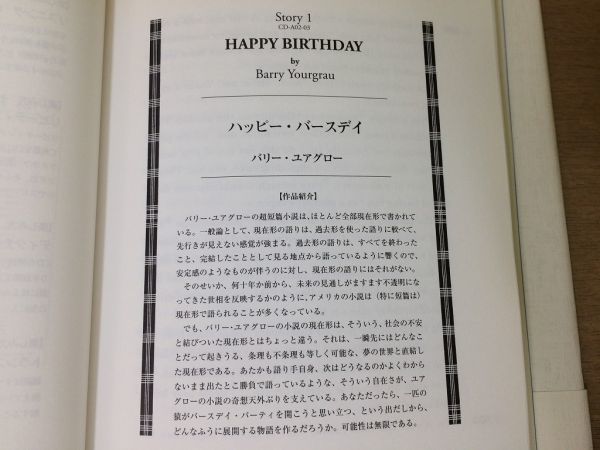 Story 1
CD-A02-03
HAPPY BIRTHDAY
by
Barry Yourgrau
ハッピー・バースデイ
バリー・ユアグロー
【作品紹介】
バリー・ユアグローの超短篇小説は、ほとんど全部現在形で書かれて
いる。一般論として、現在形の語りは、過去形を使った語りに較べて、
先行きが見えない感覚が強まる。過去形の語りは、すべてを終わった
こと、完結したこととして見る地点から語っているように響くので、
安定感のようなものが伴うのに対し、現在形の語りにはそれがない。
そのせいか、何十年か前から、未来の見通しがますます不透明にな
ってきた世相を反映するかのように、アメリカの小説は（特に短篇は）
現在形で語られることが多くなっている。
でも、バリー・ユアグローの小説の現在形は、そういう、社会の不安
と結びついた現在形とはちょっと違う。それは、一瞬先にはどんなこ
とだって起きうる、条理も不条理も等しく可能な、夢の世界と直結し
た現在形である。あたかも語り手自身、次はどうなるのかよくわから
ないまま出たとこ勝負で語っているような、そういう自在さが、ユア
グローの小説の奇想天外ぶりを支えている。あなただったら、一匹の
猿がバースデイ・パーティを開こうと思い立つ、という出だしから、
どんなふうに展開する物語を作るだろうか。可能性は無限である。